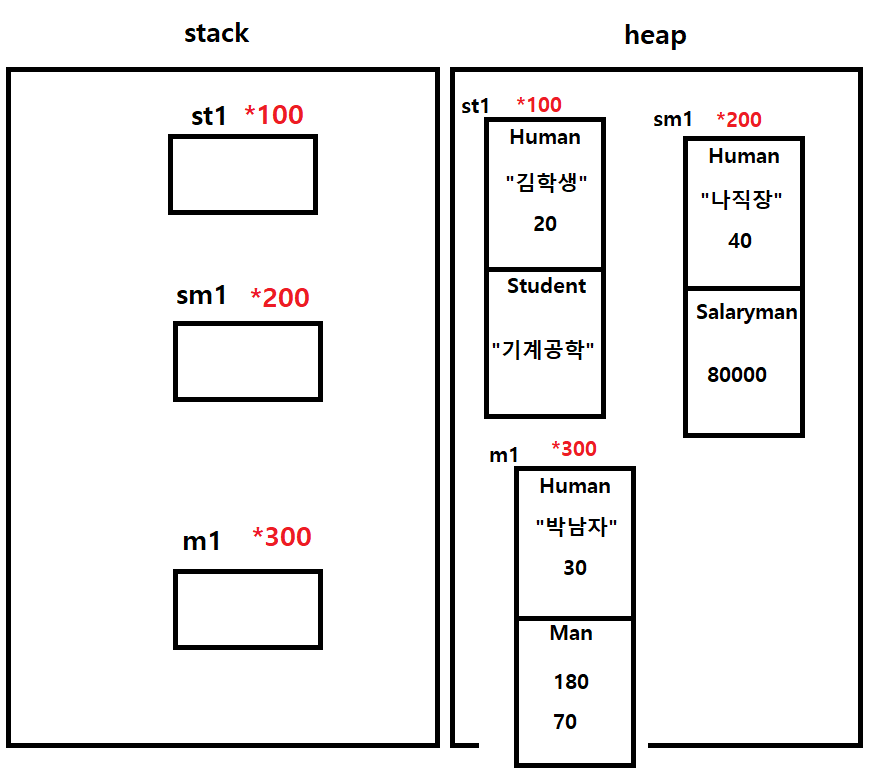 stack
st1 *100
sm1 *200
m1 *300
heap
st1 *100
Human
"김학생"
20
Student
"기계공학"
sm1 *200
Human
"나직장"
40
Salaryman
80000
m1 *300
Human
"박남자"
30
Man
180
70